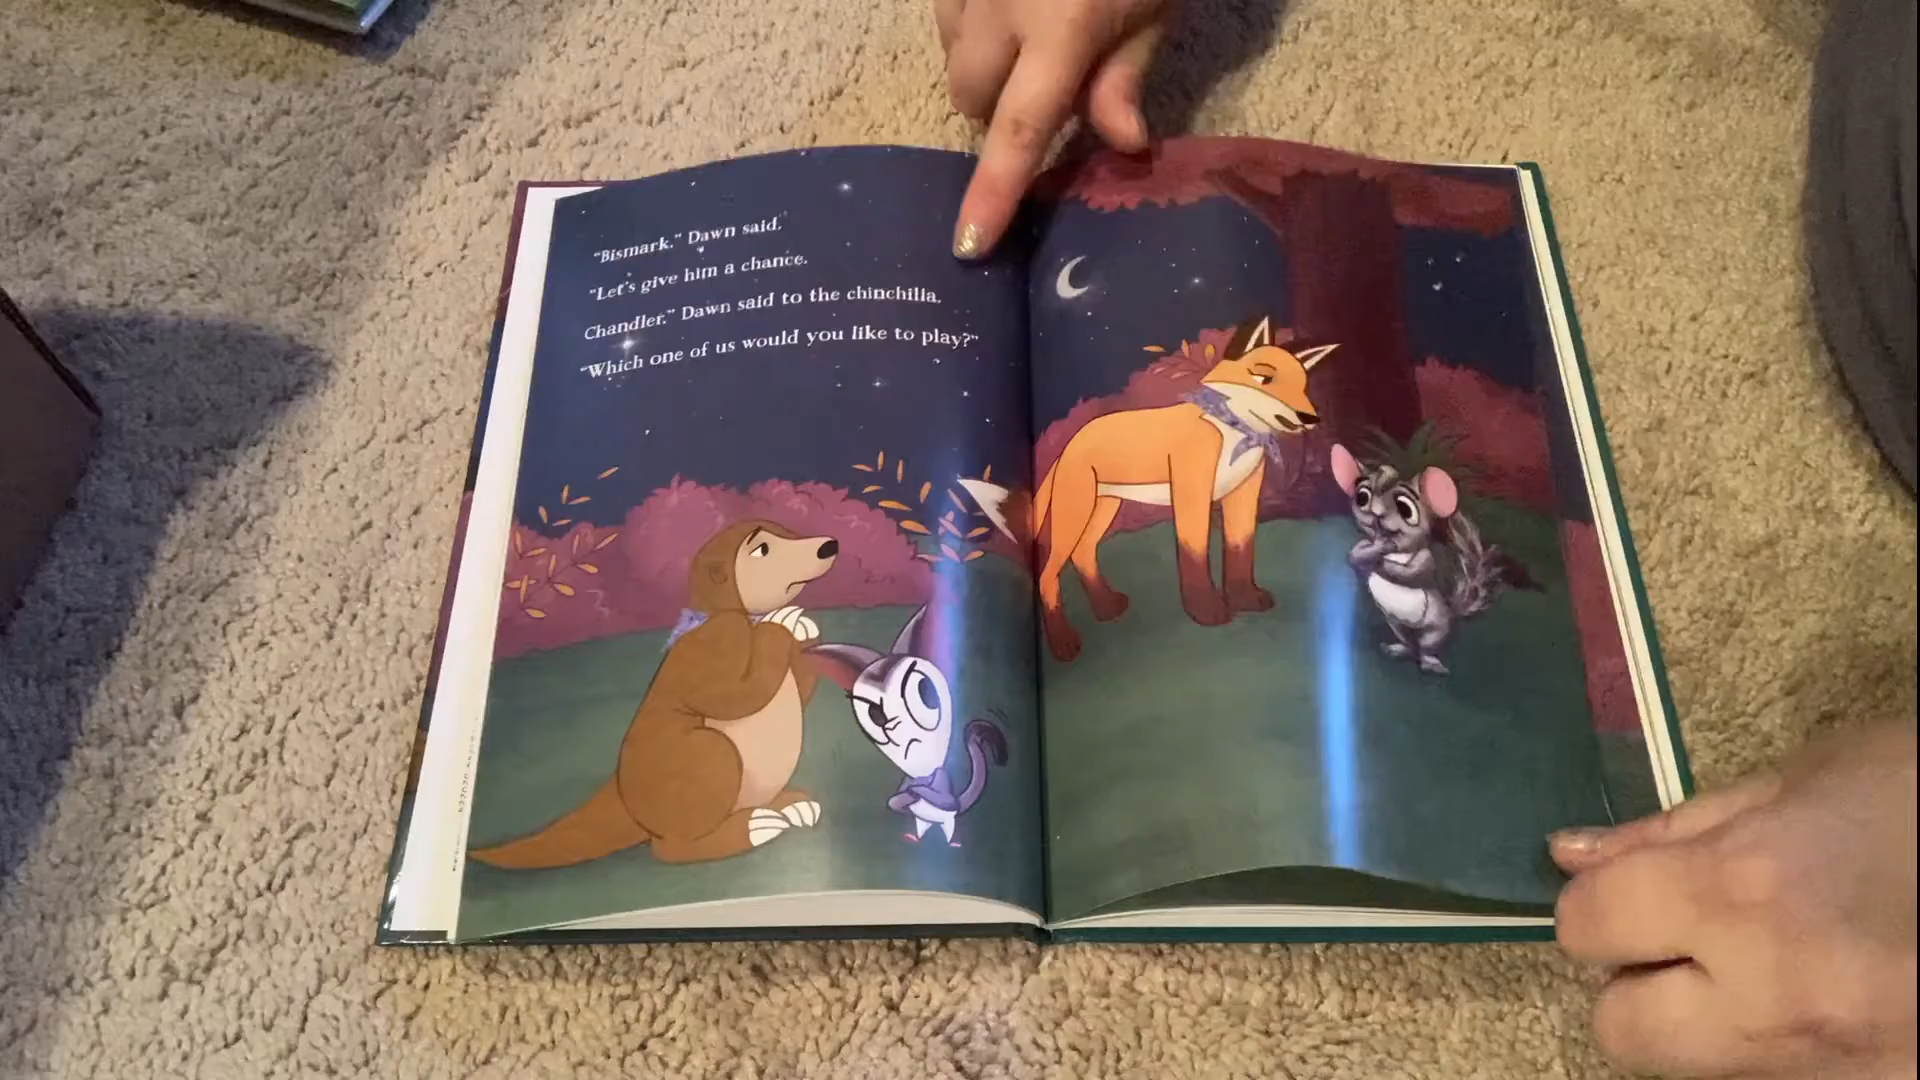 "Bismark." Dawn said.
"Let's give him a chance.
Chandler." Dawn said to the chinchilla.
"Which one of us would you like to play?"